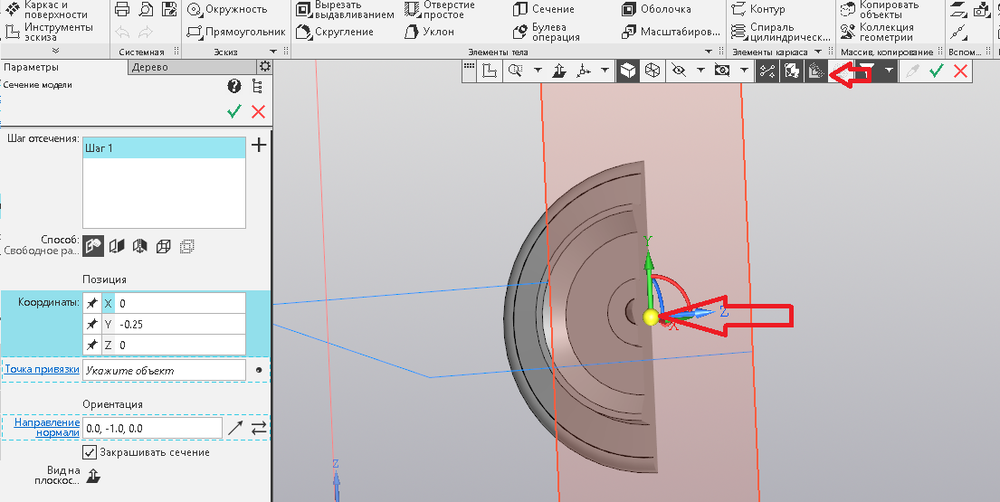 Каркас и
поверхности
Инструменты
эскиза
Системная
Окружность
Прямоугольник
Эскиз
Вырезать
выдавливанием
Скругление
Отверстие
простое
Уклон
Сечение
Булева
операция
Оболочка
Масштабиров...
Элементы тела
Контур
Спираль
цилиндрическ...
Элементы каркаса
Копировать
объекты
Коллекция
геометрии
Массив, копирование
Вспом...
Параметры
Дерево
Сечение модели
?
Шаг отсечения:
Шаг 1
Способ:
Свободное ра...
Позиция
Координаты:
X 0
Y -0.25
Z 0
Точка привязки
Укажите объект
Ориентация
Направление
нормали
0.0, -1.0, 0.0
Закрашивать сечение
Вид на
плоскос...
Y
Z
X
Z